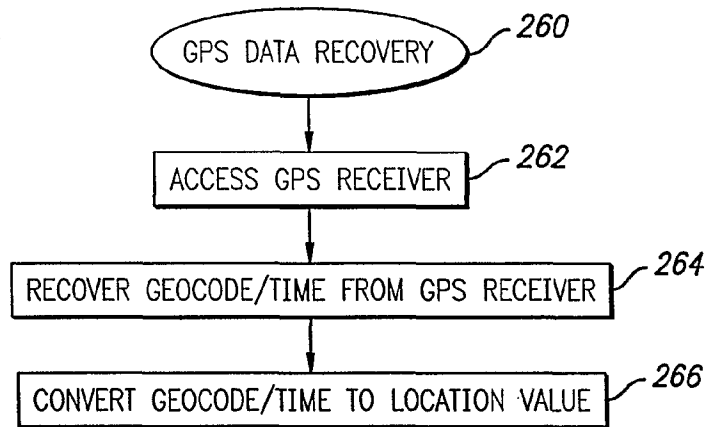 GPS DATA RECOVERY
260
ACCESS GPS RECEIVER
262
RECOVER GEOCODE/TIME FROM GPS RECEIVER
264
CONVERT GEOCODE/TIME TO LOCATION VALUE
266